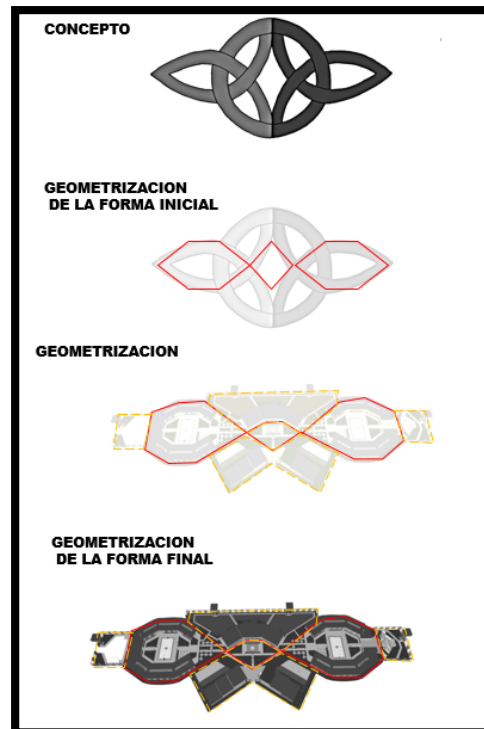 CONCEPTO
GEOMETRIZACION
DE LA FORMA INICIAL
GEOMETRIZACION
GEOMETRIZACION
DE LA FORMA FINAL